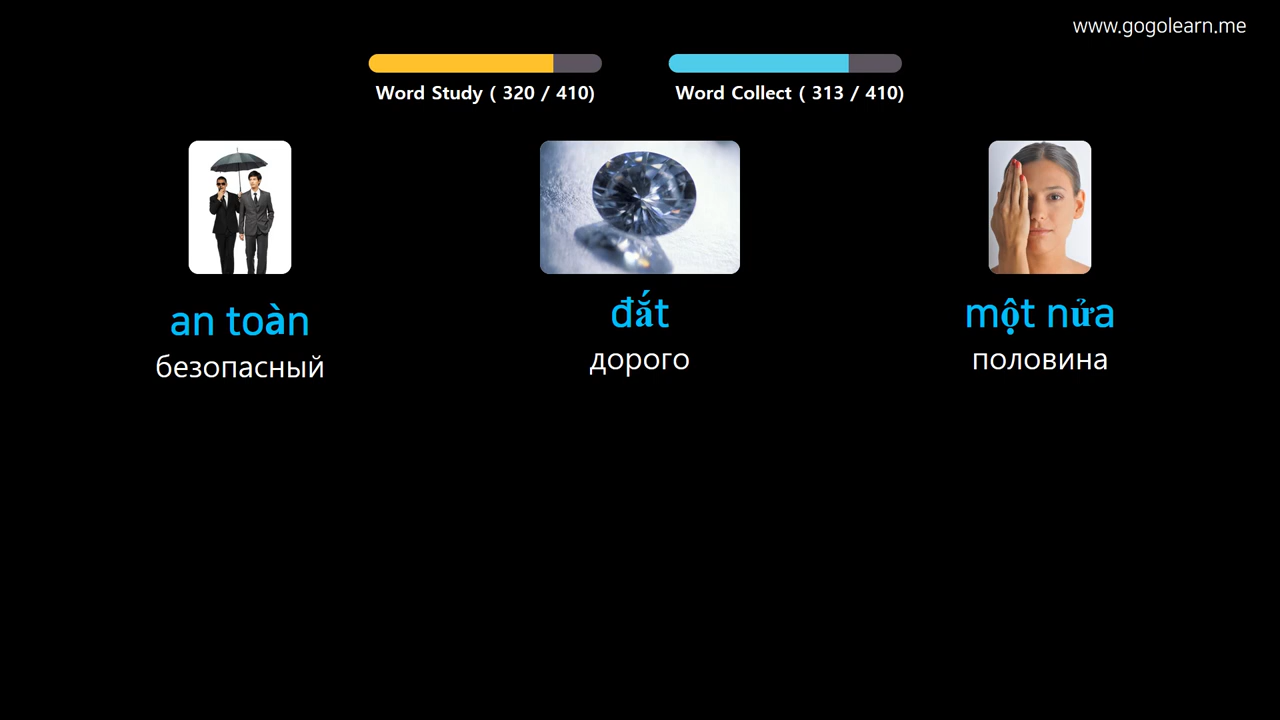 www.gogolearn.me
Word Study ( 320 / 410)
Word Collect ( 313 / 410)
an toàn
безопасный
đắt
дорого
một nửa
половина